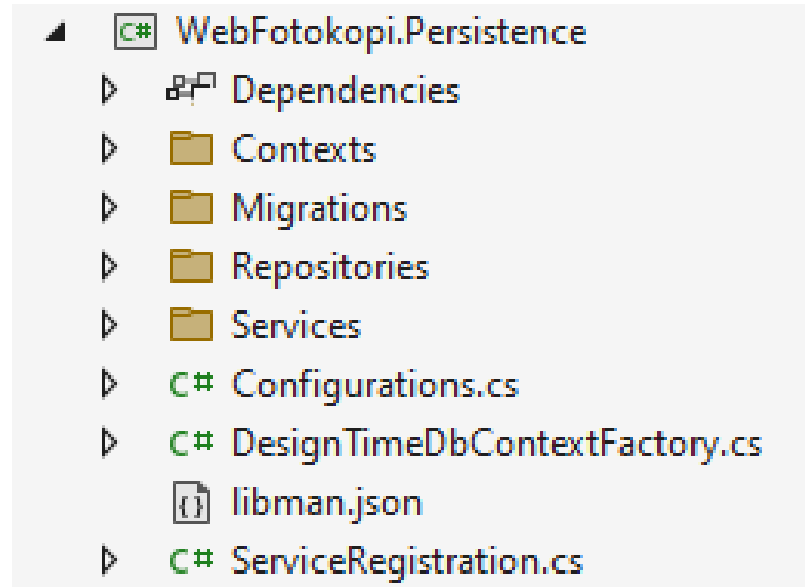 C# WebFotokopi.Persistence
Dependencies
Contexts
Migrations
Repositories
Services
C# Configurations.cs
C# DesignTimeDbContextFactory.cs
{} libman.json
C# ServiceRegistration.cs